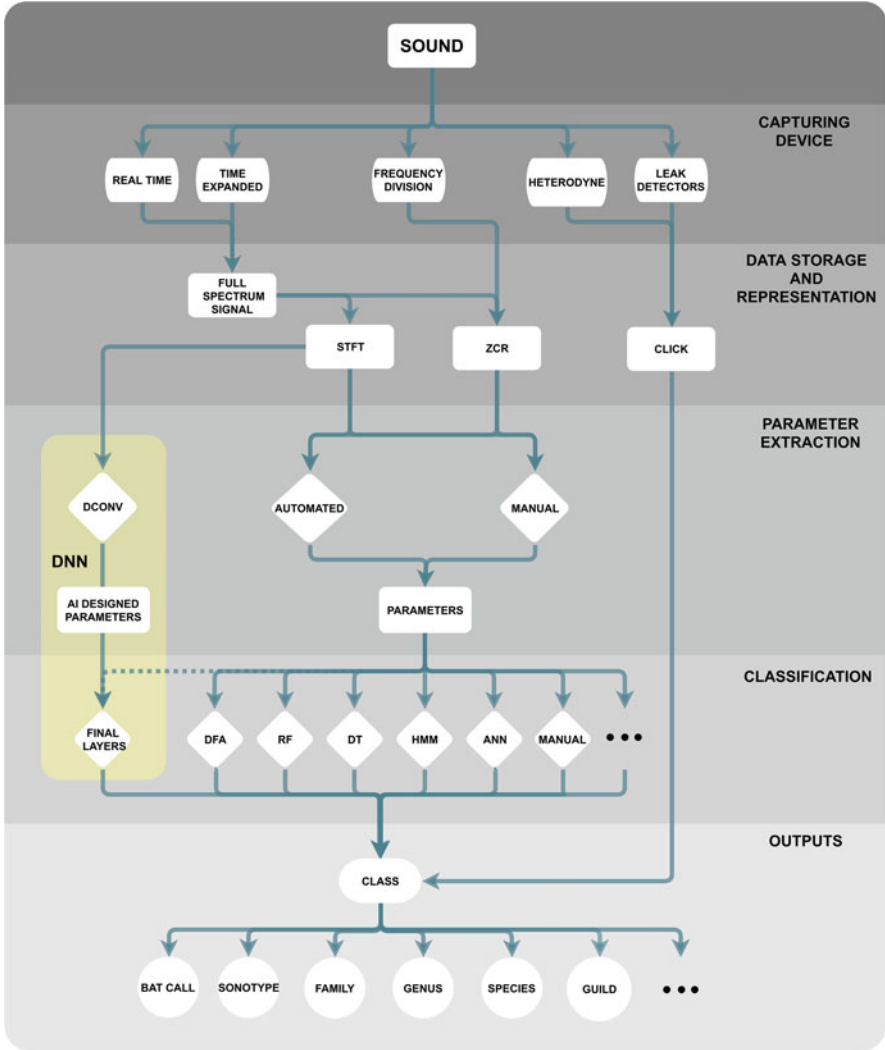 SOUND
CAPTURING
DEVICE
REAL TIME
TIME
EXPANDED
FREQUENCY
DIVISION
HETERODYNE
LEAK
DETECTORS
DATA STORAGE
AND
REPRESENTATION
FULL
SPECTRUM
SIGNAL
STFT
ZCR
CLICK
PARAMETER
EXTRACTION
DCONV
AUTOMATED
MANUAL
DNN
AI DESIGNED
PARAMETERS
PARAMETERS
CLASSIFICATION
FINAL
LAYERS
DFA
RF
DT
HMM
ANN
MANUAL
•••
OUTPUTS
CLASS
BAT CALL
SONOTYPE
FAMILY
GENUS
SPECIES
GUILD
•••